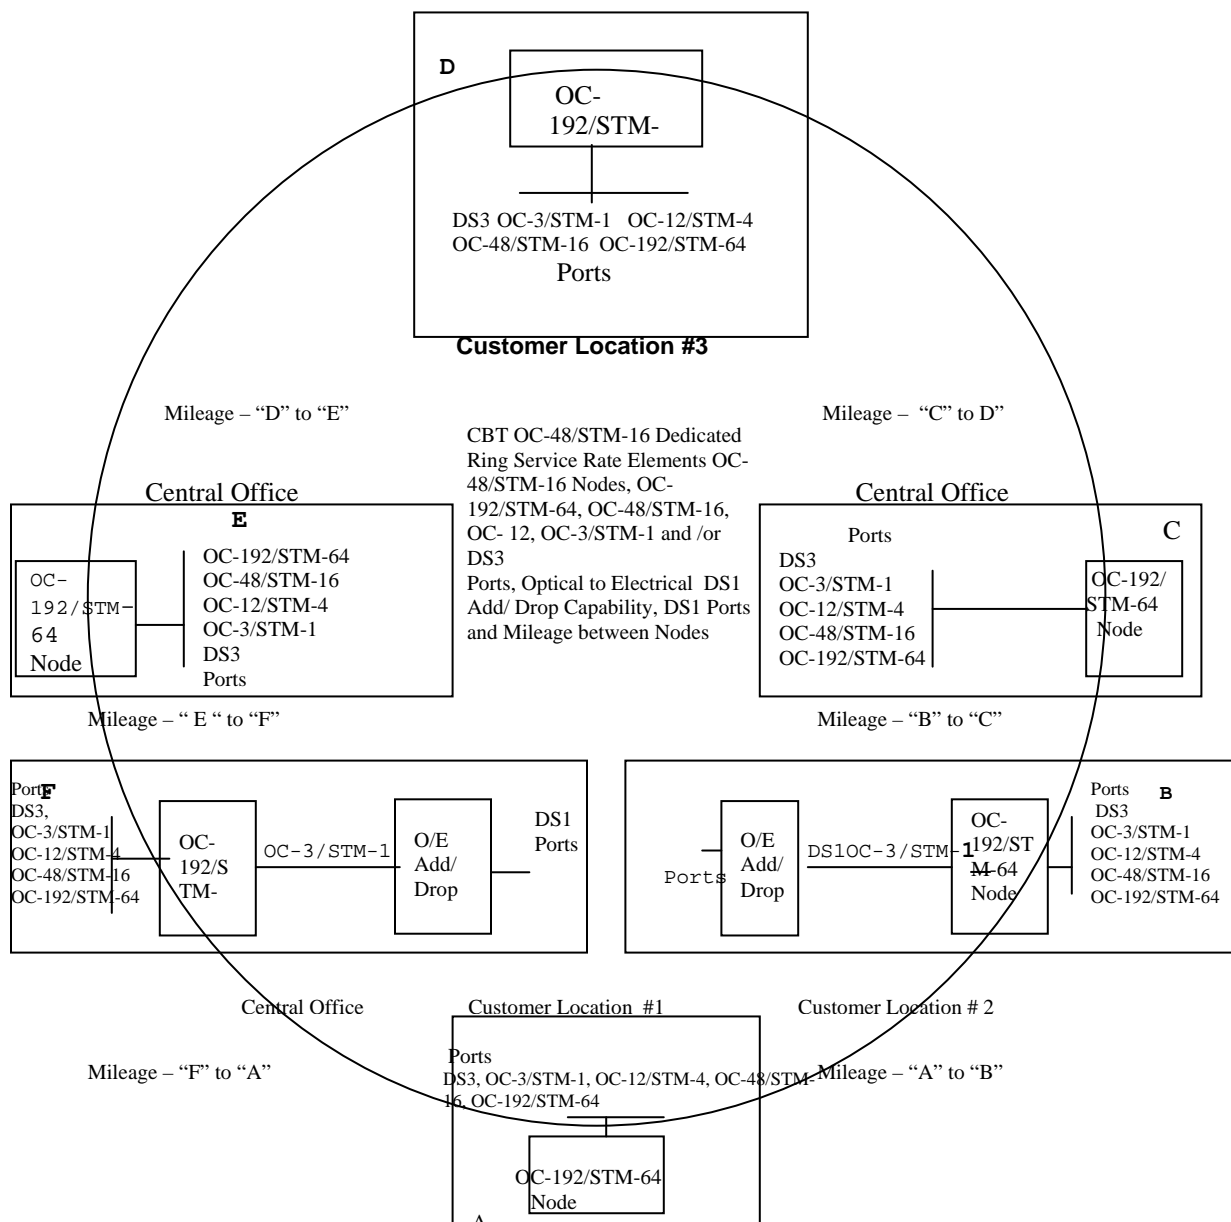 D
OC-
192/STM-
DS3 OC-3/STM-1 OC-12/STM-4
OC-48/STM-16 OC-192/STM-64
Ports
Customer Location #3
Mileage – “D” to “E”
Mileage – “C” to D”
CBT OC-48/STM-16 Dedicated
Ring Service Rate Elements OC-
48/STM-16 Nodes, OC-
192/STM-64, OC-48/STM-16,
OC- 12, OC-3/STM-1 and /or
DS3
Ports, Optical to Electrical DS1
Add/ Drop Capability, DS1 Ports
and Mileage between Nodes
Central Office
E
OC-
192/STM-
64
Node
OC-192/STM-64
OC-48/STM-16
OC-12/STM-4
OC-3/STM-1
DS3
Ports
Central Office
C
Ports
DS3
OC-3/STM-1
OC-12/STM-4
OC-48/STM-16
OC-192/STM-64
OC-192/
STM-64
Node
Mileage – “ E “ to “F”
Mileage – “B” to “C”
Ports
F
DS3,
OC-3/STM-1
OC-12/STM-4
OC-48/STM-16
OC-192/STM-64
OC-
192/S
TM-
OC-3/STM-1
O/E
Add/
Drop
DS1
Ports
Ports
O/E
Add/
Drop
DS1OC-3/STM-1
OC-
192/ST
M-64
Node
Ports
B
DS3
OC-3/STM-1
OC-12/STM-4
OC-48/STM-16
OC-192/STM-64
Central Office
Customer Location #1
Customer Location # 2
Mileage – “F” to “A”
Mileage – “A” to “B”
Ports
DS3, OC-3/STM-1, OC-12/STM-4, OC-48/STM-
16, OC-192/STM-64
OC-192/STM-64
Node
A